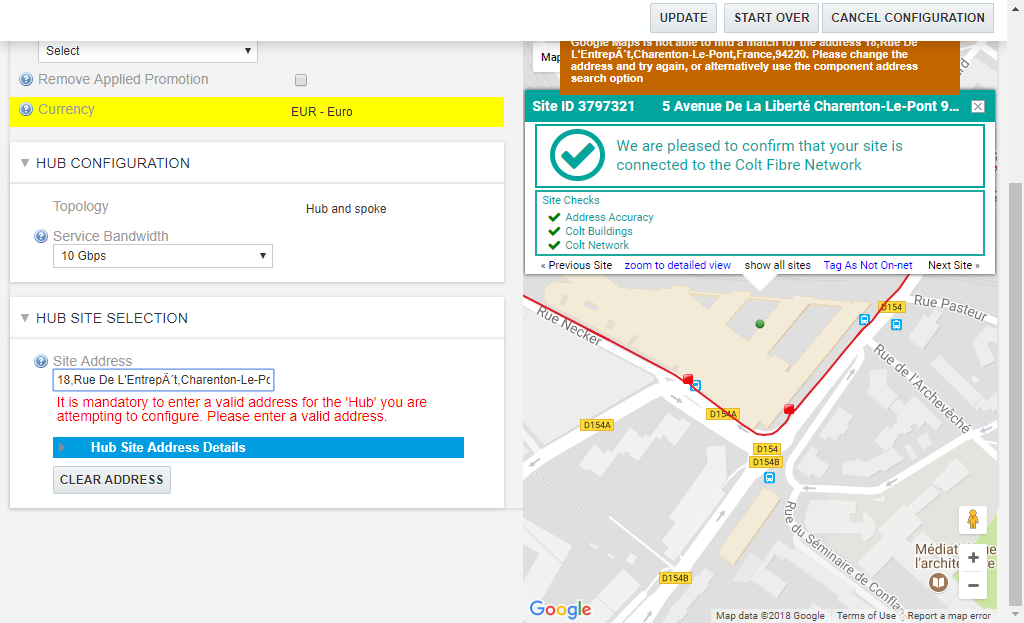 UPDATE
START OVER
CANCEL CONFIGURATION
Select
Remove Applied Promotion
Currency
EUR - Euro
HUB CONFIGURATION
Topology
Hub and spoke
Service Bandwidth
10 Gbps
HUB SITE SELECTION
Site Address
18,Rue De L'EntrepÃ´t,Charenton-Le-Po
It is mandatory to enter a valid address for the 'Hub' you are
attempting to configure. Please enter a valid address.
Hub Site Address Details
CLEAR ADDRESS
Map
Google Maps is not able to find a match for the address 18,Rue De
L'EntrepÃ´t,Charenton-Le-Pont,France,94220. Please change the
address and try again, or alternatively use the component address
search option
Site ID 3797321
5 Avenue De La Liberté Charenton-Le-Pont 9...
We are pleased to confirm that your site is
connected to the Colt Fibre Network
Site Checks
Address Accuracy
Colt Buildings
Colt Network
« Previous Site
zoom to detailed view
show all sites
Tag As Not On-net
Next Site »
Rue Necker
D154
Rue Pasteur
Rue de l'Archevêché
D154A
D154A
D154
D154B
Rue du Séminaire de Conflans
D154B
Google
Map data ©2018 Google
Terms of Use
Report a map error